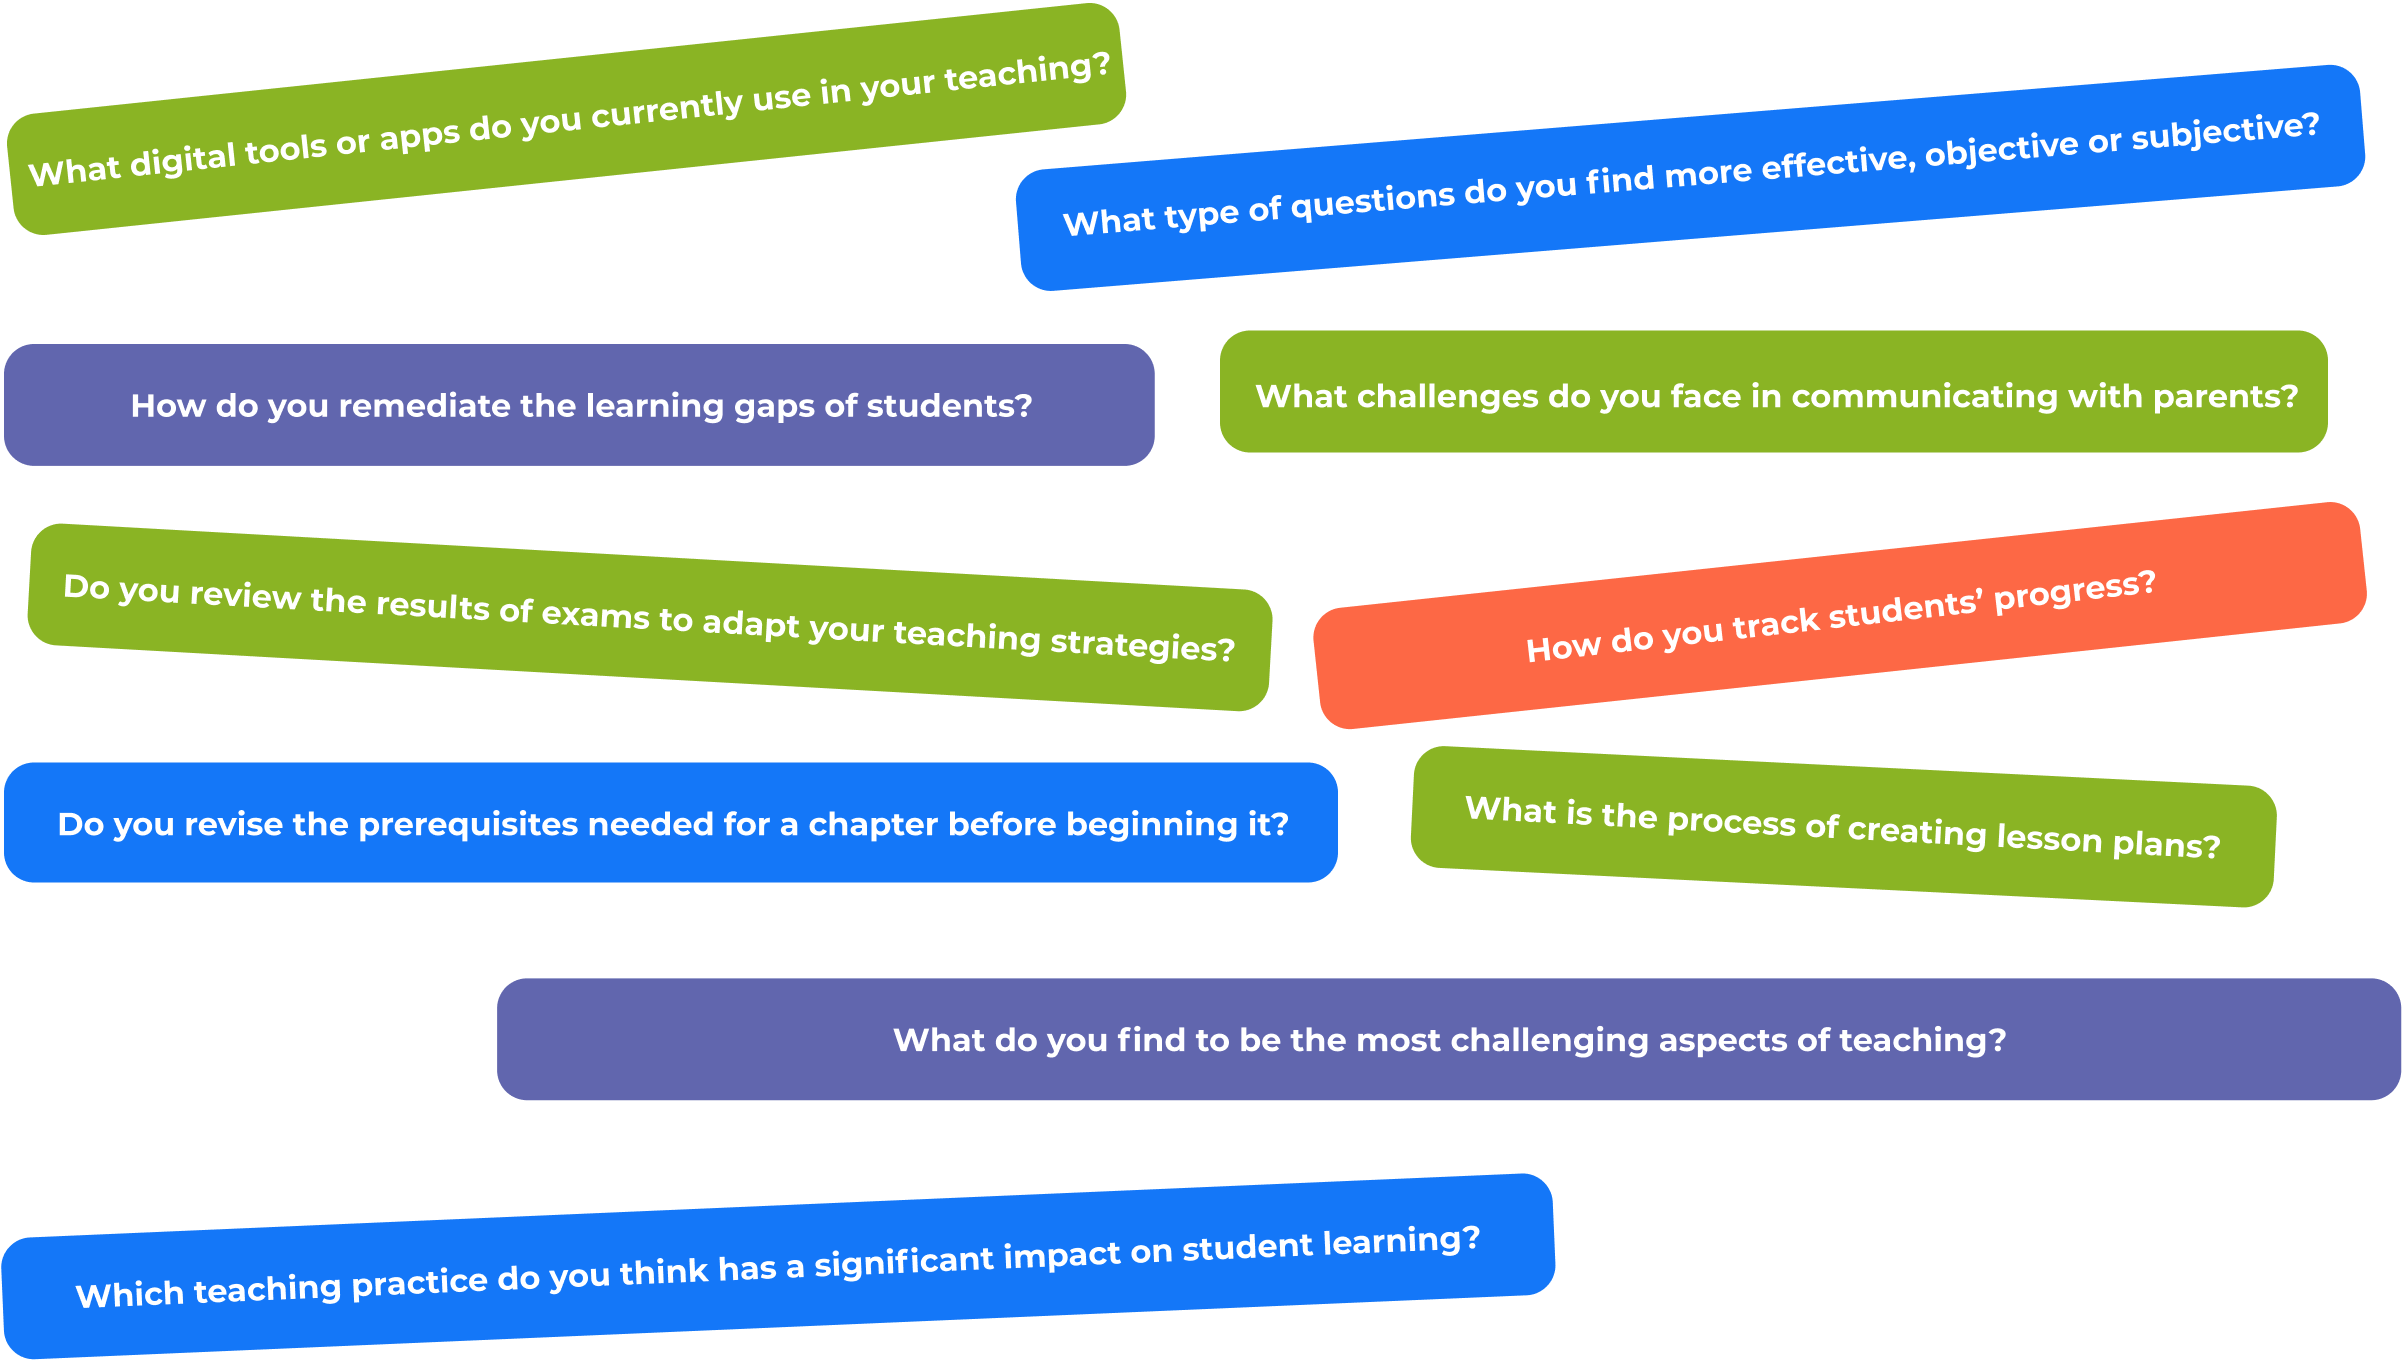 What digital tools or apps do you currently use in your teaching?
What type of questions do you find more effective, objective or subjective?
How do you remediate the learning gaps of students?
What challenges do you face in communicating with parents?
Do you review the results of exams to adapt your teaching strategies?
How do you track students’ progress?
Do you revise the prerequisites needed for a chapter before beginning it?
What is the process of creating lesson plans?
What do you find to be the most challenging aspects of teaching?
Which teaching practice do you think has a significant impact on student learning?